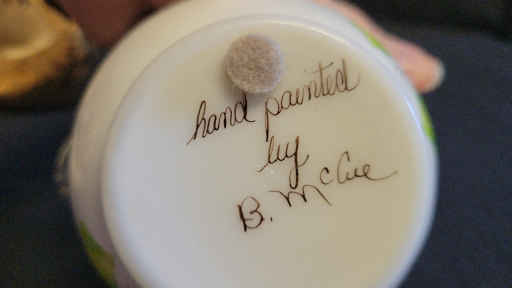 hand painted
by
B. McCue